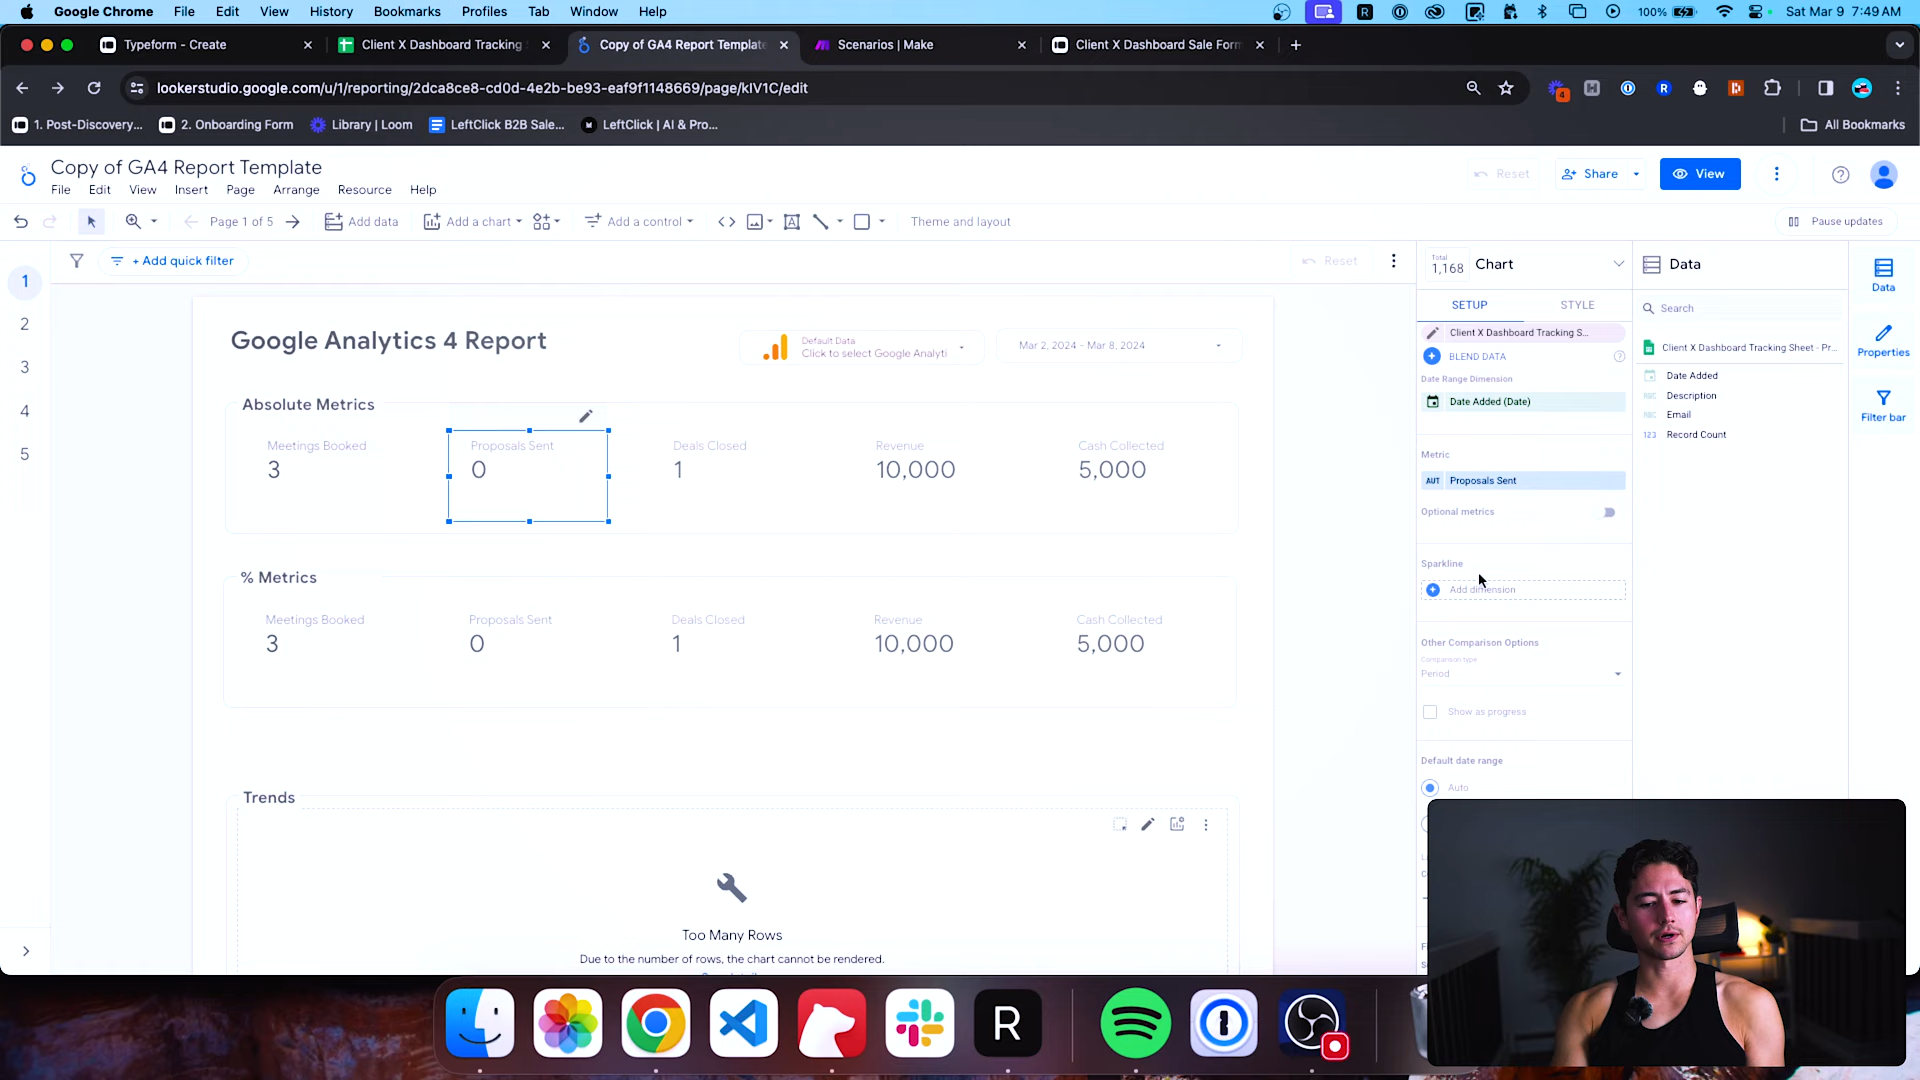 Google Chrome File Edit View History Bookmarks Profiles Tab Window Help
100% Sat Mar 9 7:49 AM
Typeform - Create
Client X Dashboard Tracking
Copy of GA4 Report Template
Scenarios | Make
Client X Dashboard Sale Form
lookerstudio.google.com/u/1/reporting/2dca8ce8-cd0d-4e2b-be93-eaf9f1148669/page/kIV1C/edit
4
1. Post-Discovery...
2. Onboarding Form
Library | Loom
LeftClick B2B Sale...
LeftClick | AI & Pro...
All Bookmarks
Copy of GA4 Report Template
File Edit View Insert Page Arrange Resource Help
Reset
Share
View
Page 1 of 5
Add data
Add a chart
Add a control
Theme and layout
Pause updates
+ Add quick filter
Reset
1
2
3
4
5
Google Analytics 4 Report
Default Data
Click to select Google Analyti
Mar 2, 2024 - Mar 8, 2024
Absolute Metrics
Meetings Booked
3
Proposals Sent
0
Deals Closed
1
Revenue
10,000
Cash Collected
5,000
% Metrics
Meetings Booked
3
Proposals Sent
0
Deals Closed
1
Revenue
10,000
Cash Collected
5,000
Trends
Too Many Rows
Due to the number of rows, the chart cannot be rendered.
Total
1,168
Chart
SETUP
STYLE
Client X Dashboard Tracking S...
BLEND DATA
Date Range Dimension
Date Added (Date)
Metric
AUT Proposals Sent
Optional metrics
Sparkline
Add dimension
Other Comparison Options
Comparison type
Period
Show as progress
Default date range
Auto
Data
Search
Client X Dashboard Tracking Sheet - Pr...
Date Added
ABC Description
ABC Email
123 Record Count
Data
Properties
Filter bar
R